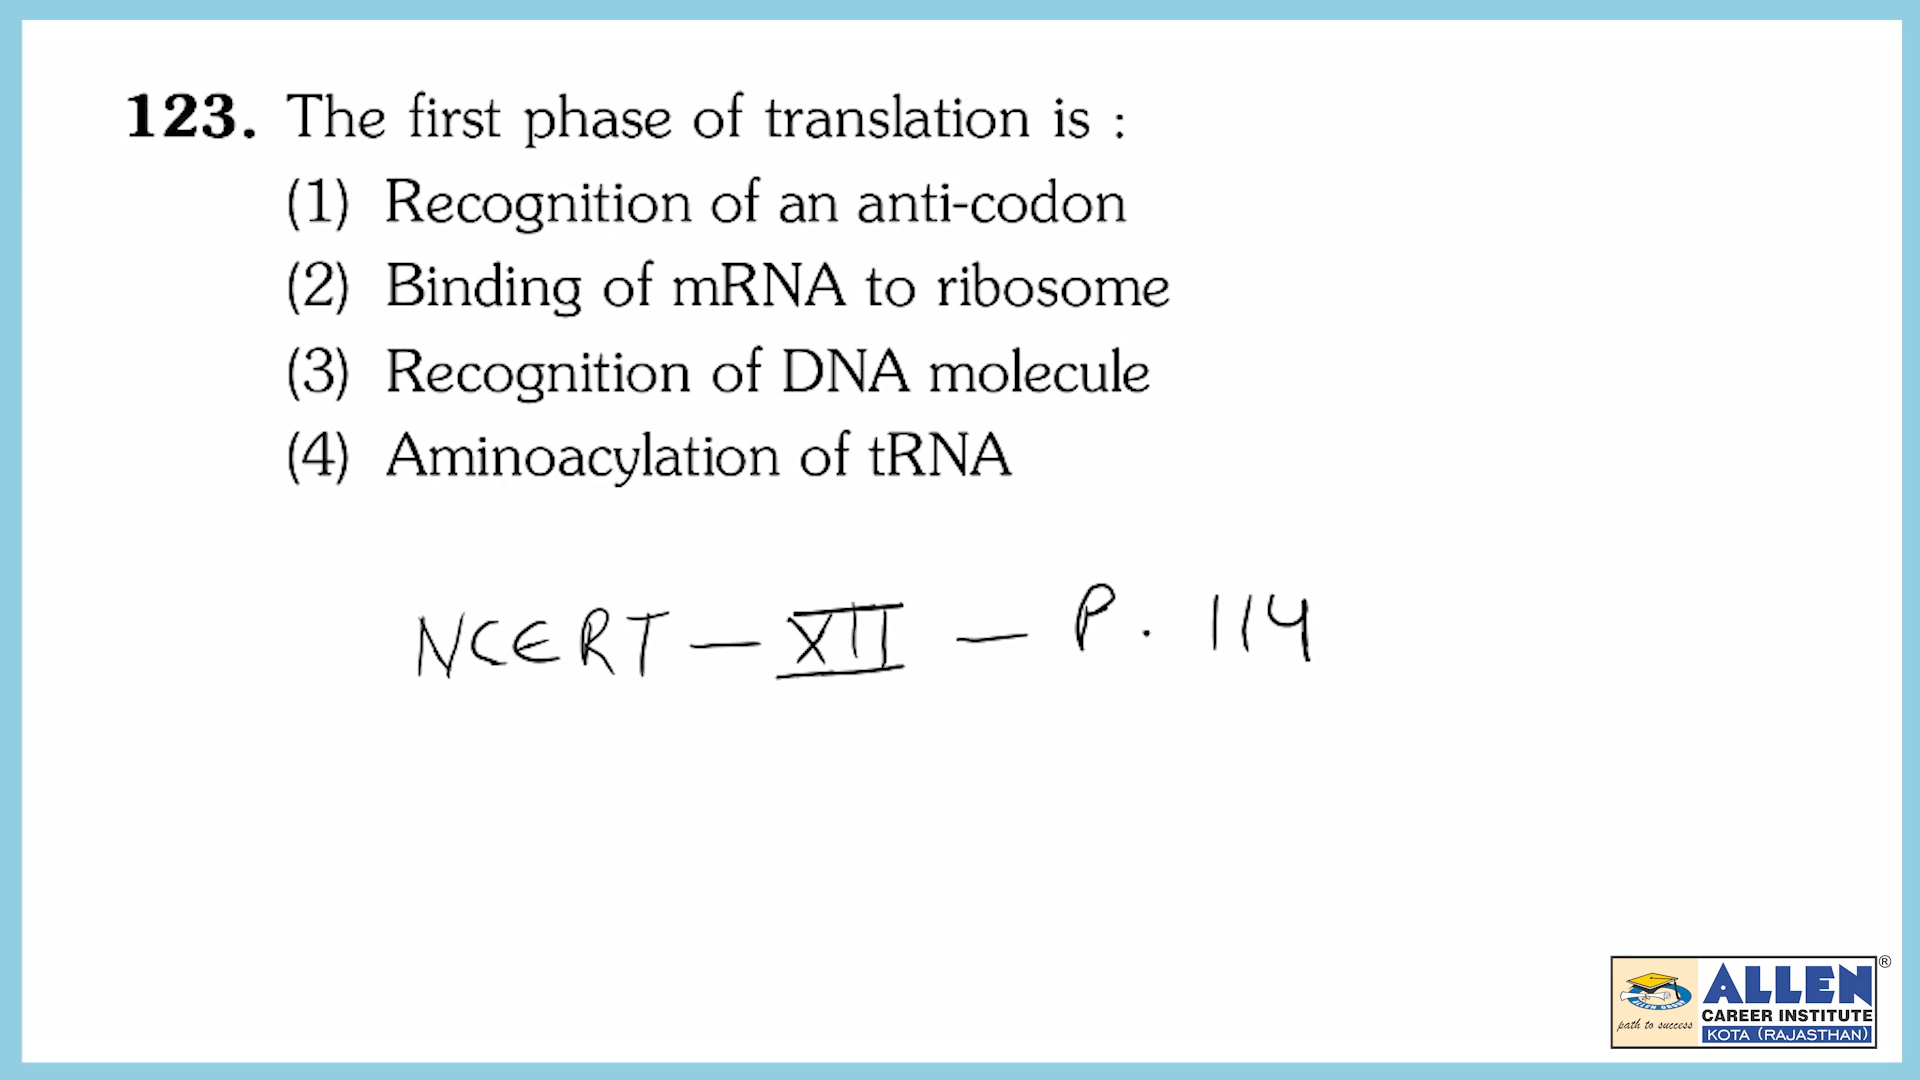 123. The first phase of translation is :
(1) Recognition of an anti-codon
(2) Binding of mRNA to ribosome
(3) Recognition of DNA molecule
(4) Aminoacylation of tRNA
NCERT – XII – P. 114
ALLEN®
CAREER INSTITUTE
KOTA (RAJASTHAN)
path to success